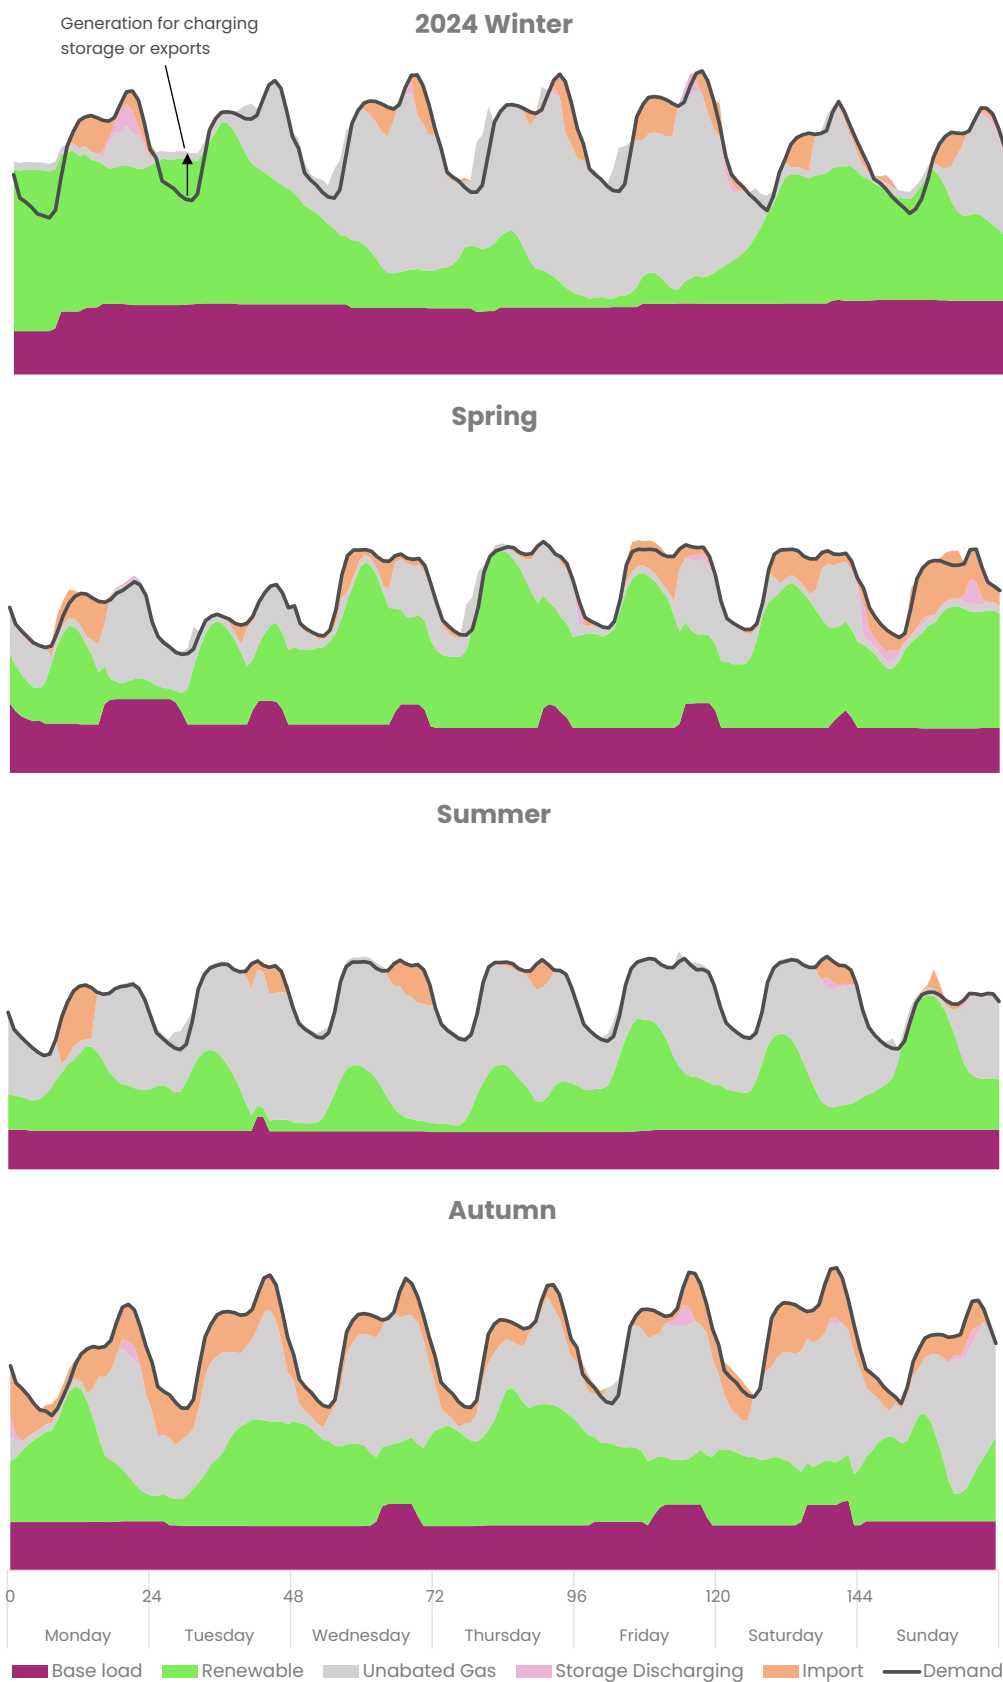 Generation for charging
storage or exports
2024 Winter
Spring
Summer
Autumn
0 24 48 72 96 120 144
Monday Tuesday Wednesday Thursday Friday Saturday Sunday
Base load Renewable Unabated Gas Storage Discharging Import Demand